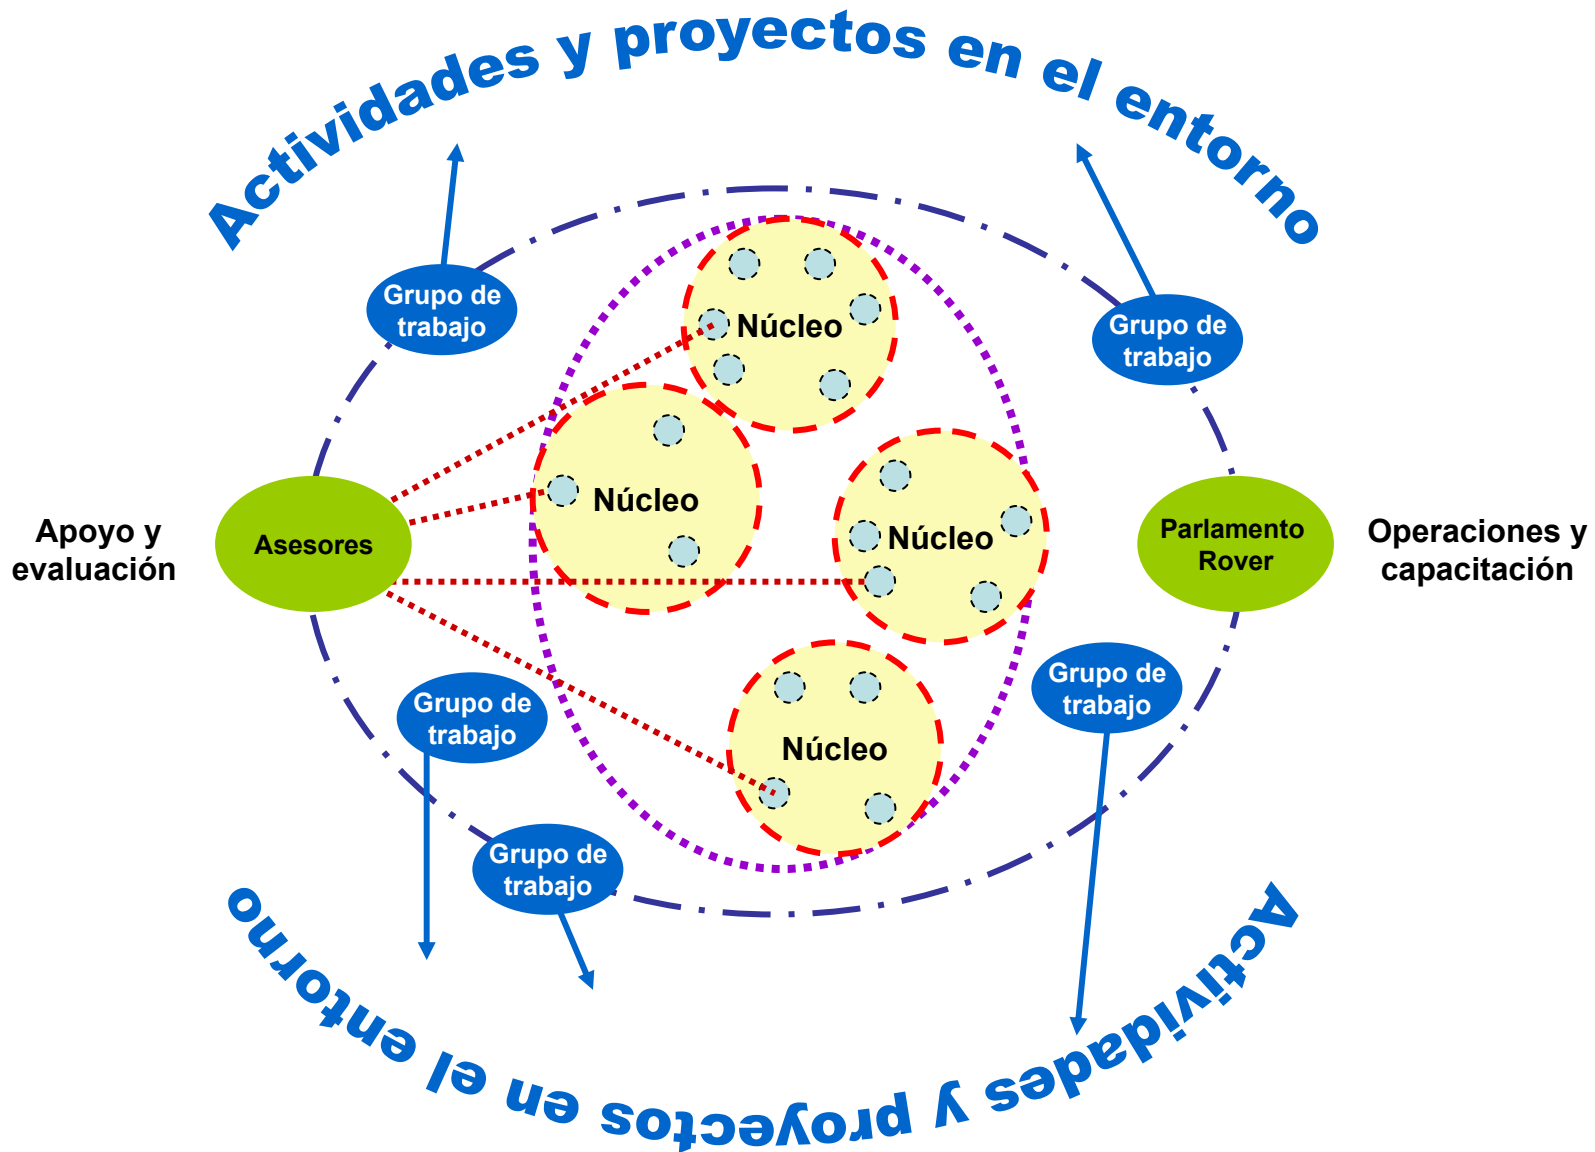 Actividades y proyectos en el entorno
Grupo de
trabajo
Grupo de
trabajo
Núcleo
Núcleo
Núcleo
Núcleo
Apoyo y
evaluación
Asesores
Parlamento
Rover
Operaciones y
capacitación
Grupo de
trabajo
Grupo de
trabajo
Grupo de
trabajo
Actividades y proyectos en el entorno